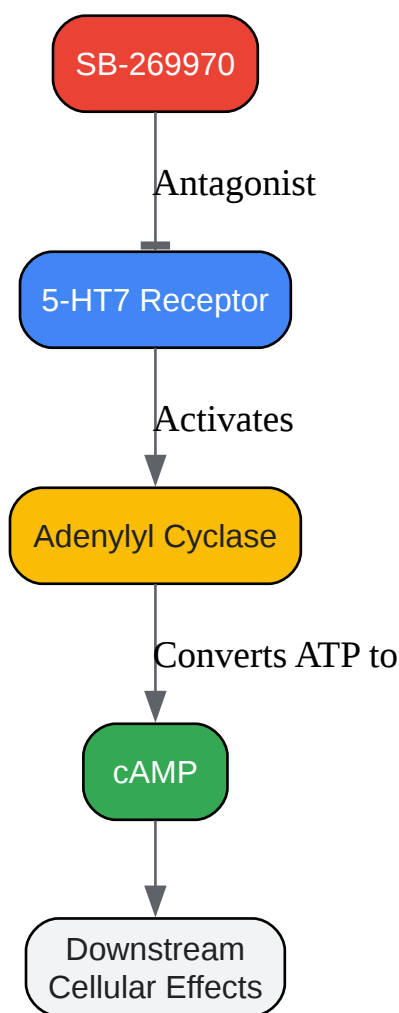 SB-269970
Antagonist
5-HT7 Receptor
Activates
Adenylyl Cyclase
Converts ATP to
cAMP
Downstream
Cellular Effects